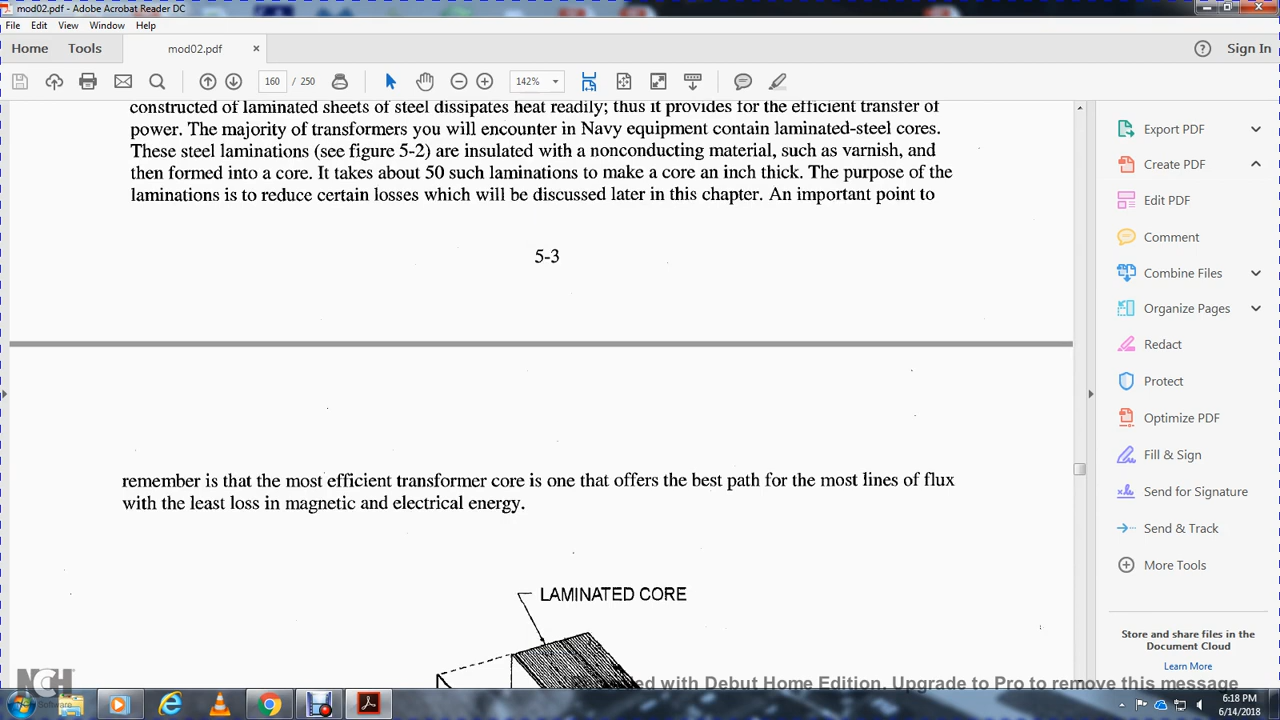 mod02.pdf - Adobe Acrobat Reader DC
File Edit View Window Help
Home Tools mod02.pdf × Sign In
160 / 250 142%
constructed of laminated sheets of steel dissipates heat readily; thus it provides for the efficient transfer of
power. The majority of transformers you will encounter in Navy equipment contain laminated-steel cores.
These steel laminations (see figure 5-2) are insulated with a nonconducting material, such as varnish, and
then formed into a core. It takes about 50 such laminations to make a core an inch thick. The purpose of the
laminations is to reduce certain losses which will be discussed later in this chapter. An important point to
5-3
remember is that the most efficient transformer core is one that offers the best path for the most lines of flux
with the least loss in magnetic and electrical energy.
LAMINATED CORE
Export PDF
Create PDF
Edit PDF
Comment
Combine Files
Organize Pages
Redact
Protect
Optimize PDF
Fill & Sign
Send for Signature
Send & Track
More Tools
Store and share files in the
Document Cloud
Learn More
NCH
Software
with Debut Home Edition. Upgrade to Pro to remove this message
6:18 PM
6/14/2018